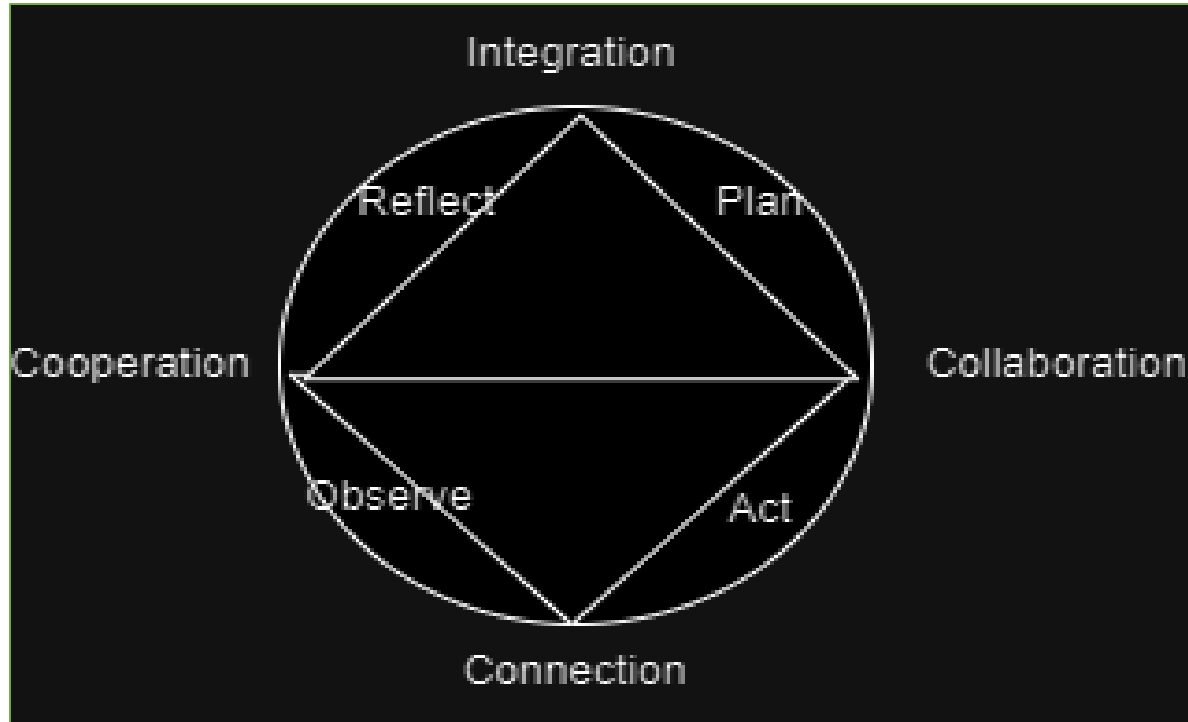 Integration
Reflect
Plan
Cooperation
Collaboration
Observe
Act
Connection